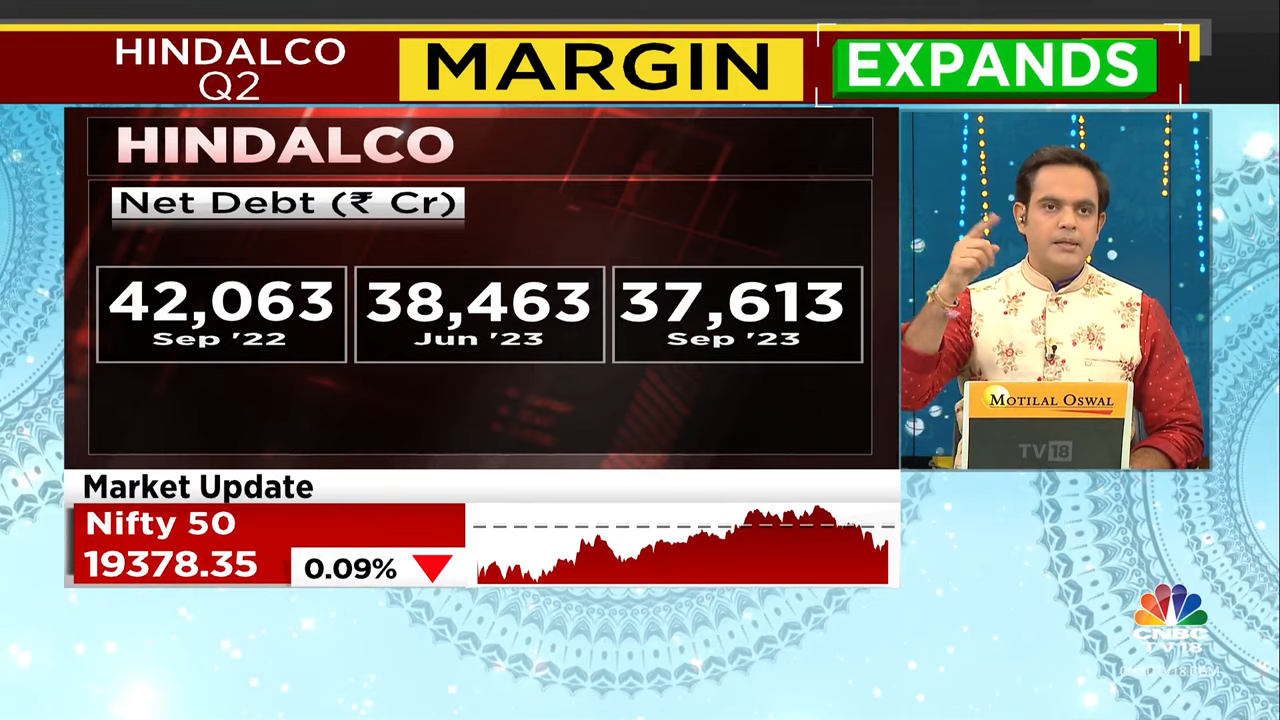 HINDALCO
Q2
MARGIN
EXPANDS
HINDALCO
Net Debt (₹ Cr)
42,063
Sep '22
38,463
Jun '23
37,613
Sep '23
MOTILAL OSWAL
TV18
Market Update
Nifty 50
19378.35
0.09%
CNBC
TV18